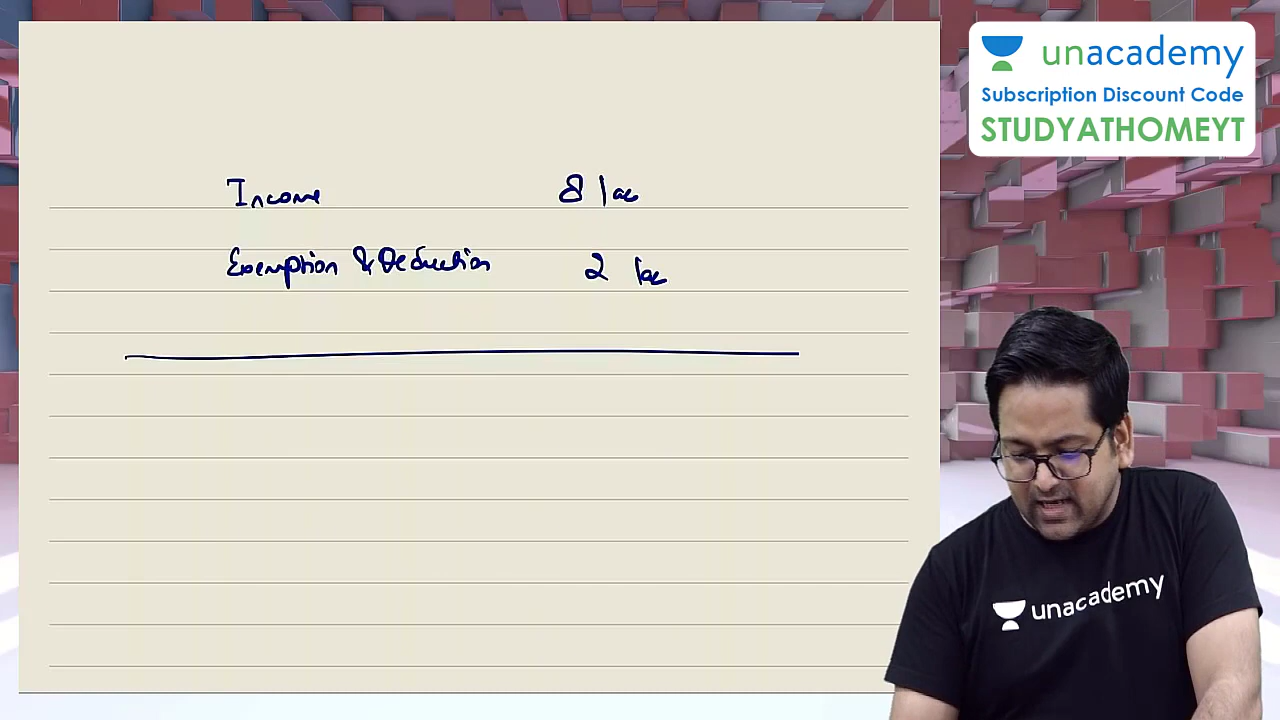 unacademy
Subscription Discount Code
STUDYATHOMEYT
Income 8 lac
Exemption & Deduction 2 lac
unacademy